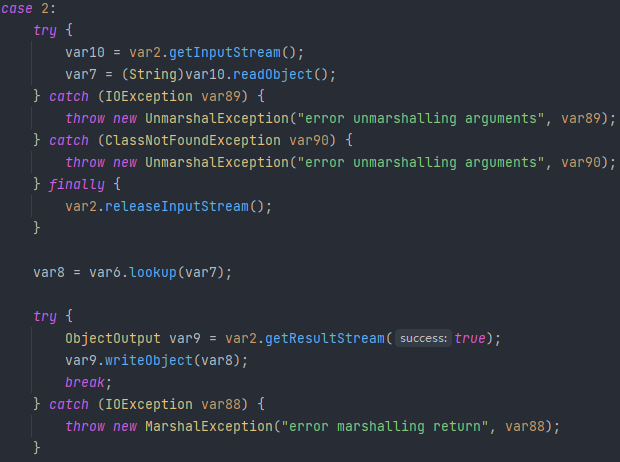 case 2:
try {
var10 = var2.getInputStream();
var7 = (String)var10.readObject();
} catch (IOException var89) {
throw new UnmarshalException("error unmarshalling arguments", var89);
} catch (ClassNotFoundException var90) {
throw new UnmarshalException("error unmarshalling arguments", var90);
} finally {
var2.releaseInputStream();
}
var8 = var6.lookup(var7);
try {
ObjectOutput var9 = var2.getResultStream( success: true);
var9.writeObject(var8);
break;
} catch (IOException var88) {
throw new MarshalException("error marshalling return", var88);
}